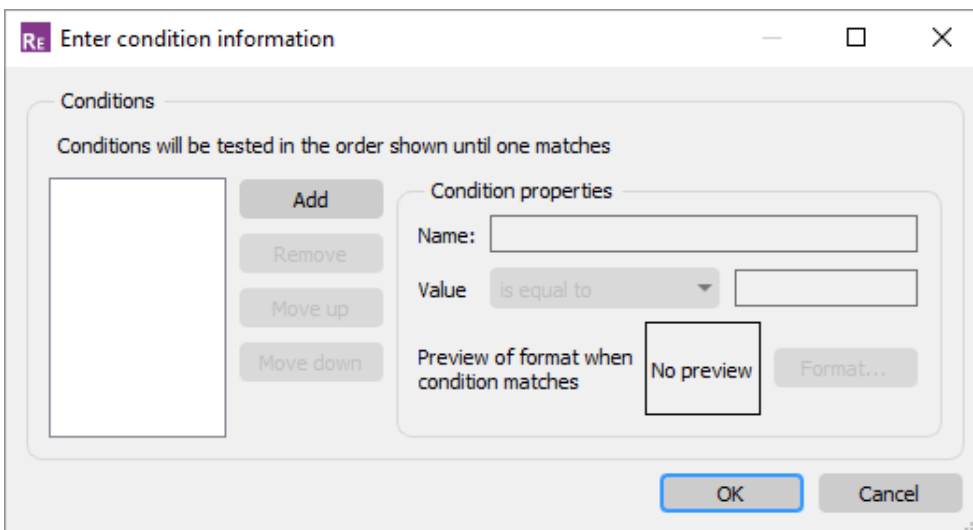 RE Enter condition information
Conditions
Conditions will be tested in the order shown until one matches
Add
Remove
Move up
Move down
Condition properties
Name:
Value is equal to
Preview of format when
condition matches
No preview
Format...
OK Cancel